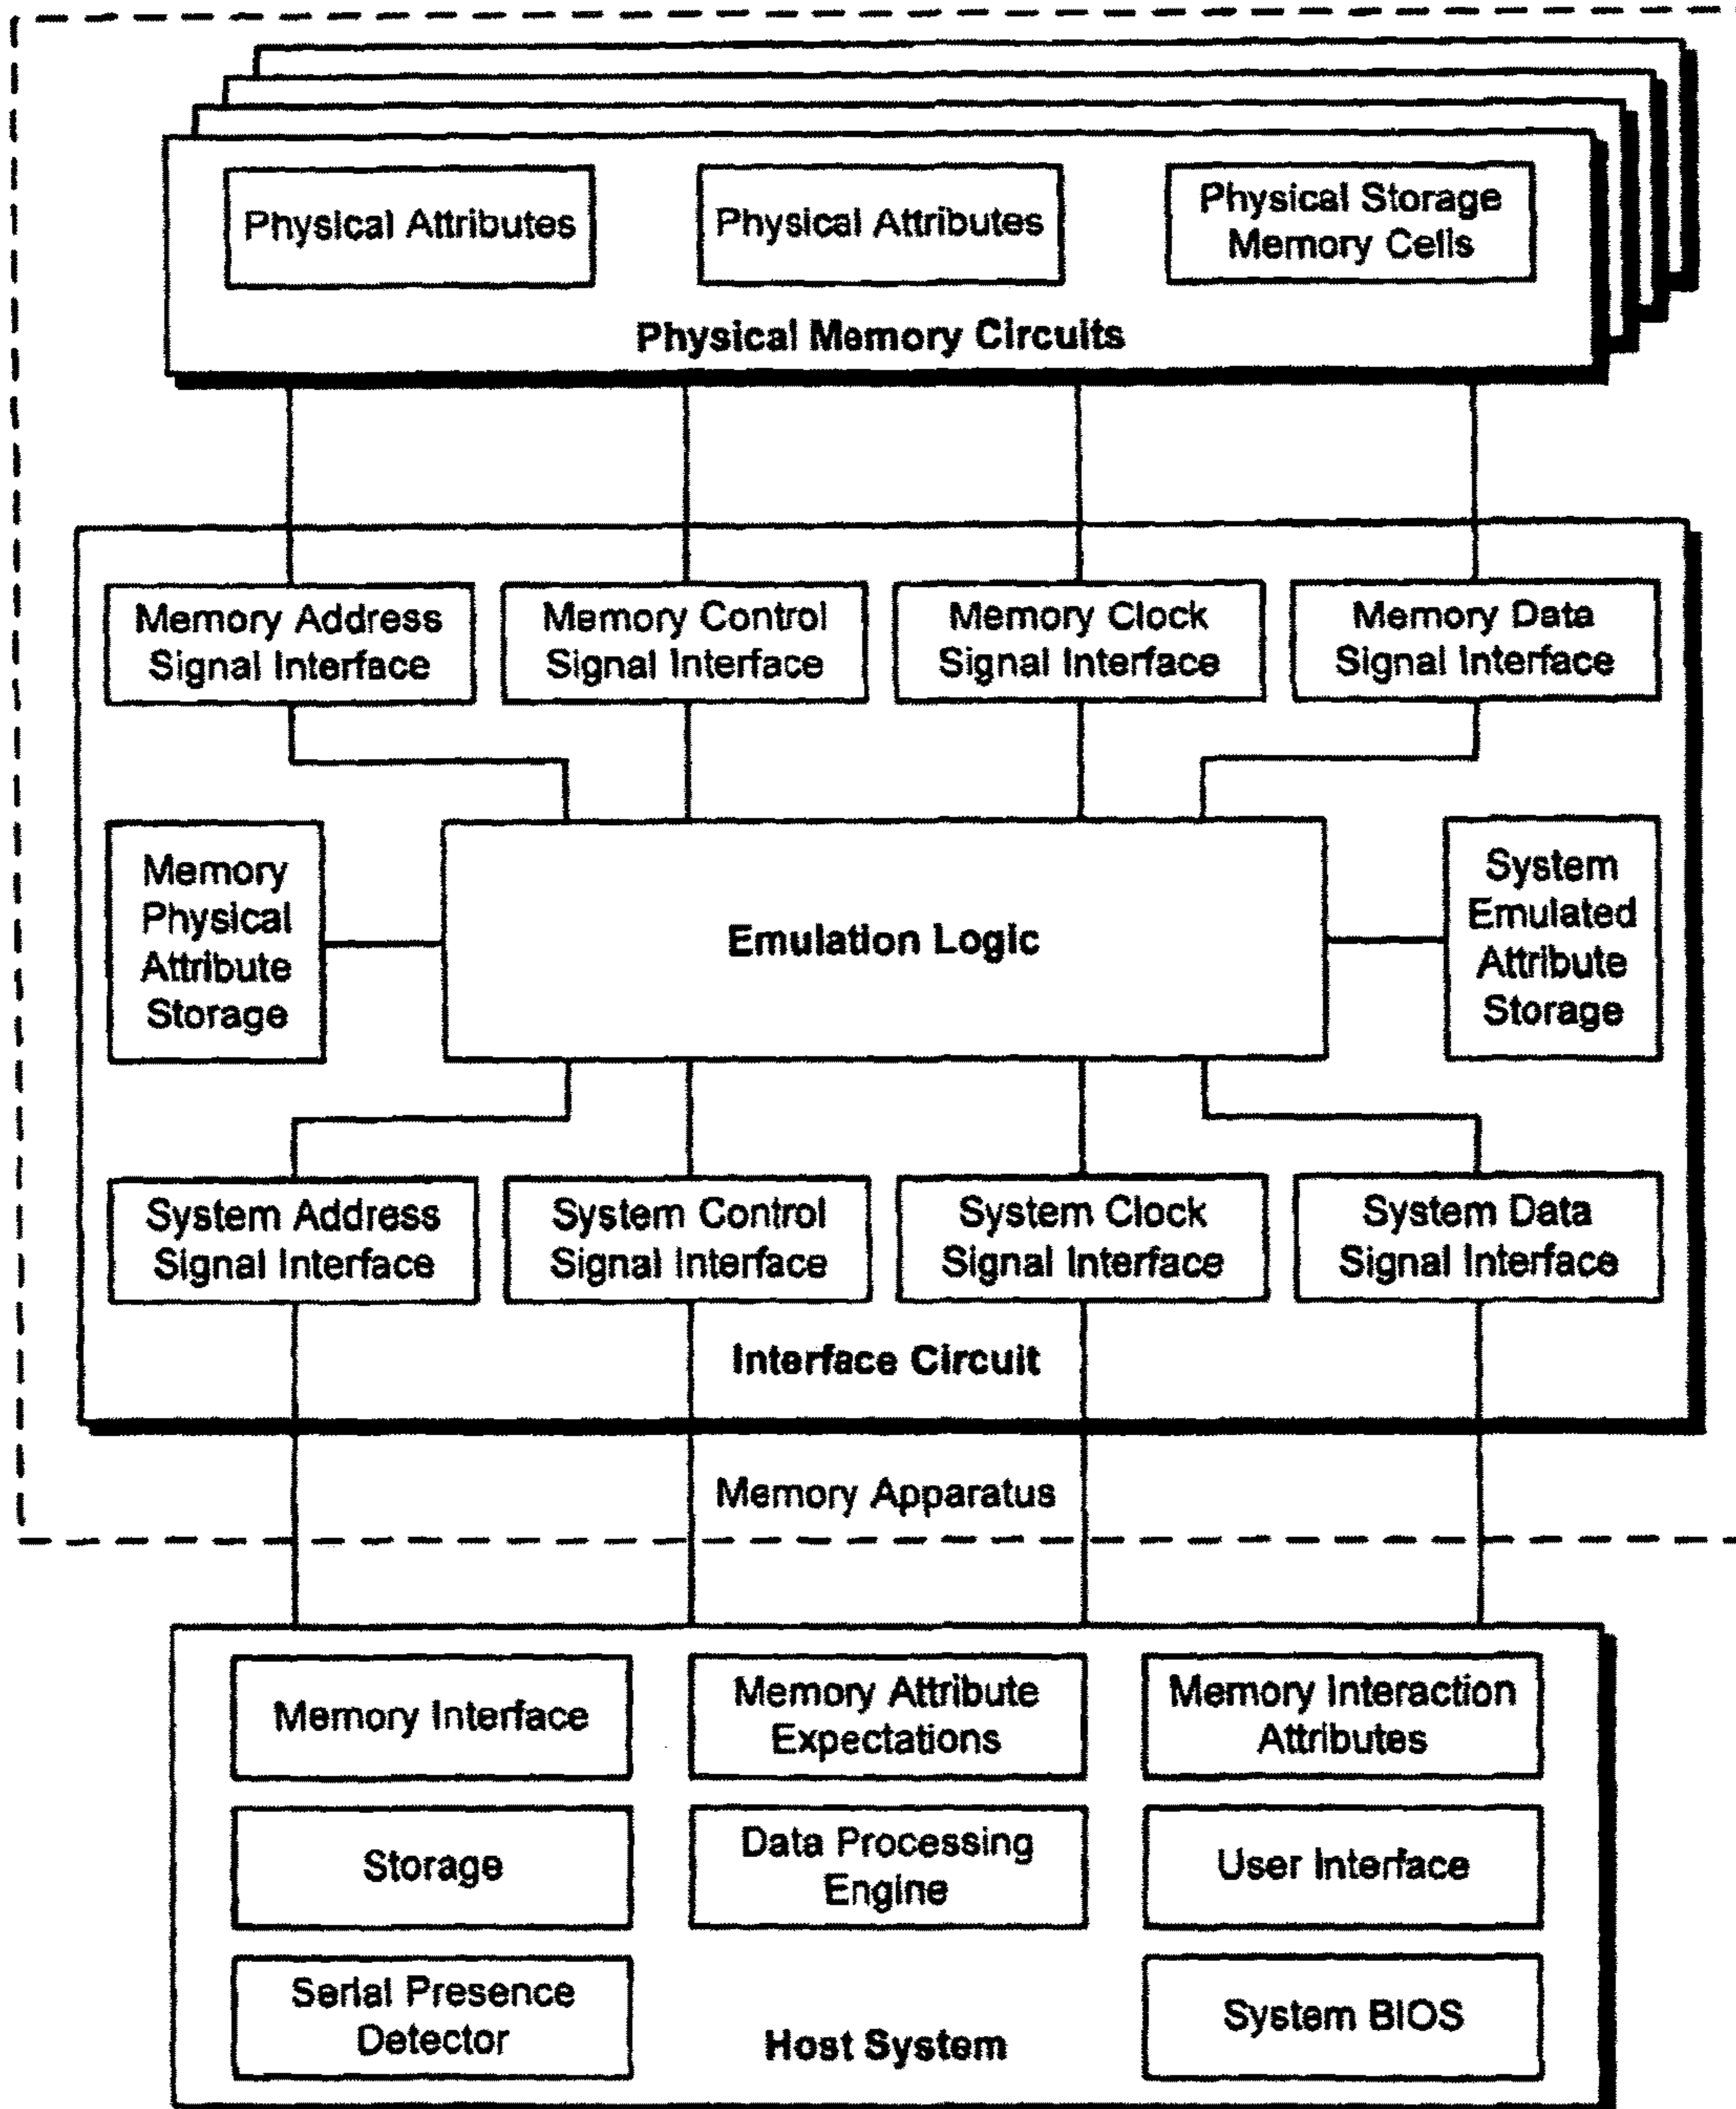 Physical Attributes
Physical Attributes
Physical Storage
Memory Cells
Physical Memory Circuits
Memory Address
Signal Interface
Memory Control
Signal Interface
Memory Clock
Signal Interface
Memory Data
Signal Interface
Memory
Physical
Attribute
Storage
Emulation Logic
System
Emulated
Attribute
Storage
System Address
Signal Interface
System Control
Signal Interface
System Clock
Signal Interface
System Data
Signal Interface
Interface Circuit
Memory Apparatus
Memory Interface
Memory Attribute
Expectations
Memory Interaction
Attributes
Storage
Data Processing
Engine
User Interface
Serial Presence
Detector
Host System
System BIOS